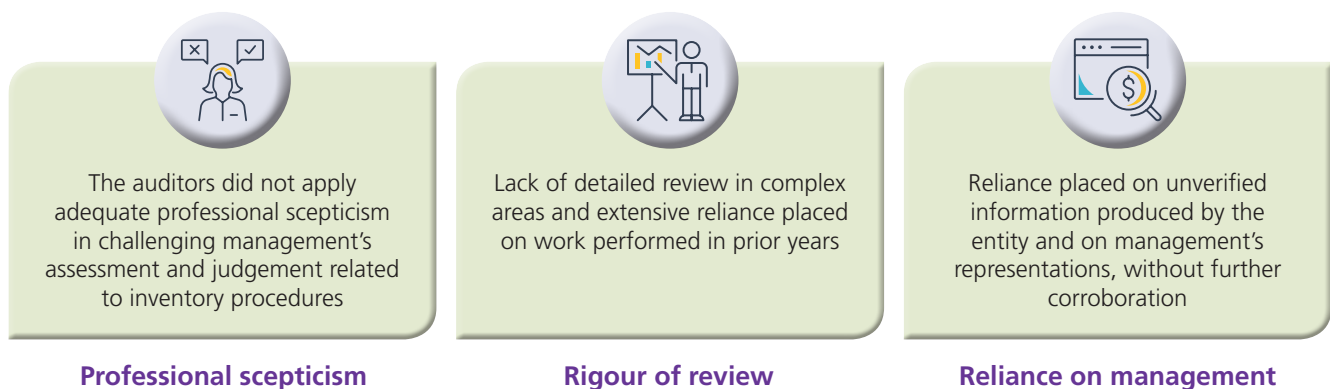 The auditors did not apply
adequate professional scepticism
in challenging management's
assessment and judgement related
to inventory procedures
Professional scepticism
Lack of detailed review in complex
areas and extensive reliance placed
on work performed in prior years
Rigour of review
Reliance placed on unverified
information produced by the
entity and on management's
representations, without further
corroboration
Reliance on management